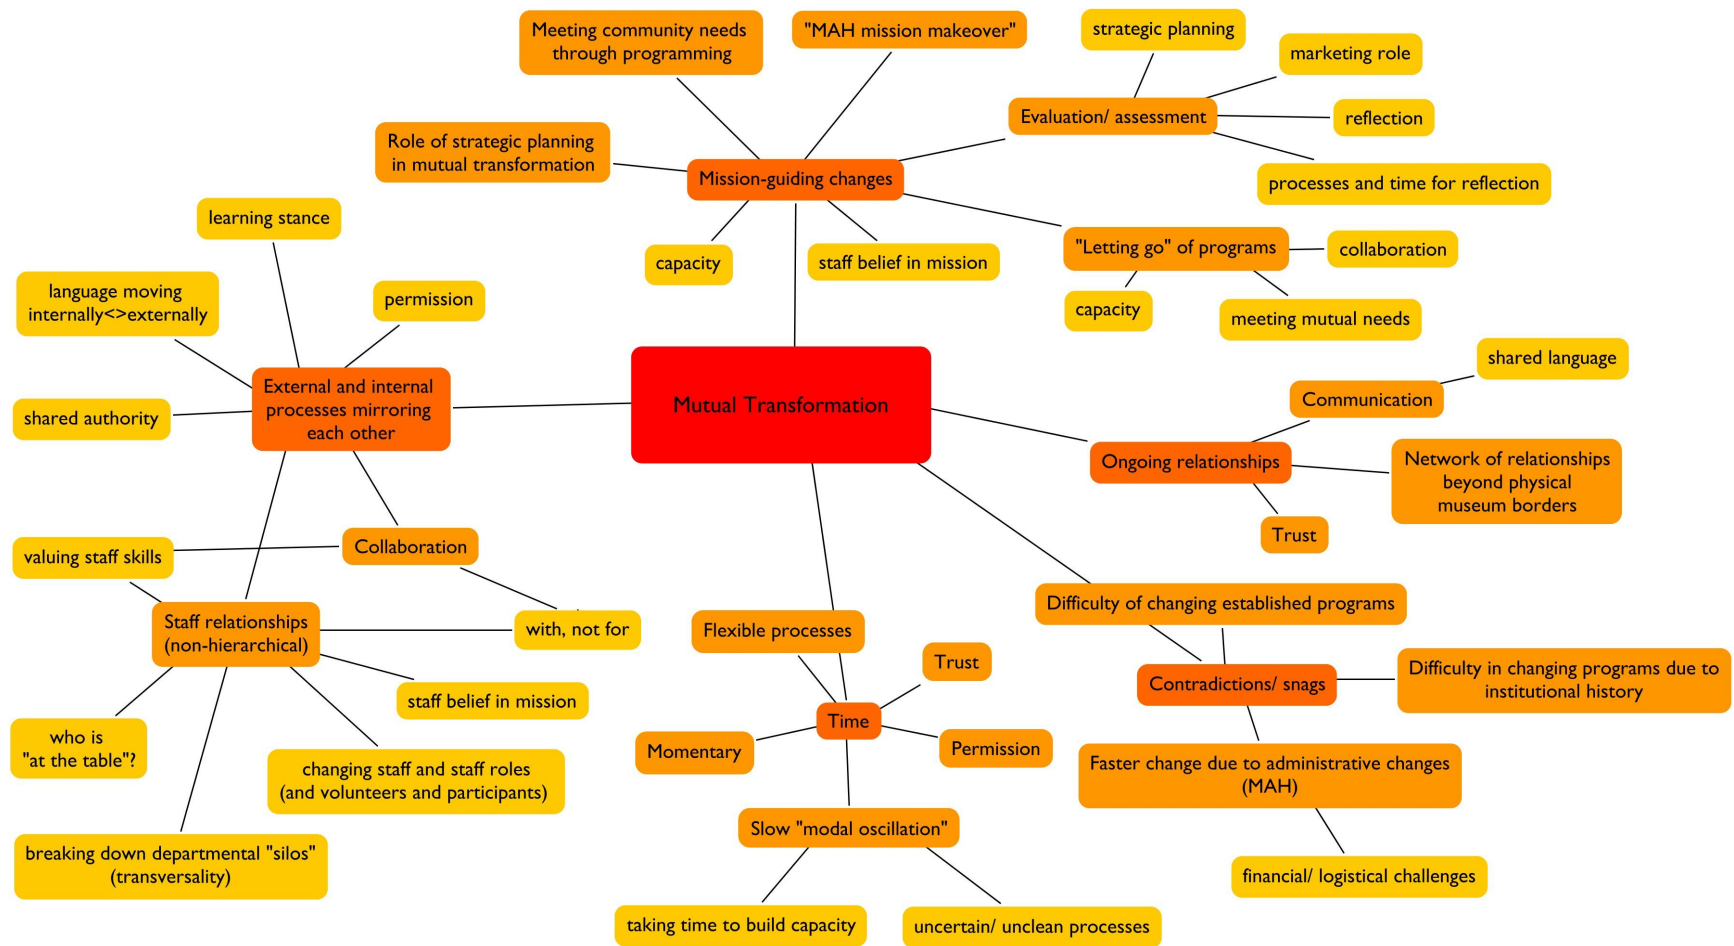 Meeting community needs
through programming
"MAH mission makeover"
strategic planning
marketing role
Evaluation/ assessment
reflection
Role of strategic planning
in mutual transformation
Mission-guiding changes
processes and time for reflection
learning stance
"Letting go" of programs
collaboration
capacity
staff belief in mission
language moving
internally<>externally
permission
capacity
meeting mutual needs
shared language
External and internal
processes mirroring
each other
Mutual Transformation
Communication
shared authority
Ongoing relationships
Network of relationships
beyond physical
museum borders
Trust
valuing staff skills
Collaboration
Difficulty of changing established programs
Staff relationships
(non-hierarchical)
with, not for
Flexible processes
Trust
Contradictions/ snags
Difficulty in changing programs due to
institutional history
staff belief in mission
Time
who is
"at the table"?
Momentary
Permission
changing staff and staff roles
(and volunteers and participants)
Faster change due to administrative changes
(MAH)
Slow "modal oscillation"
breaking down departmental "silos"
(transversality)
financial/ logistical challenges
taking time to build capacity
uncertain/ unclean processes